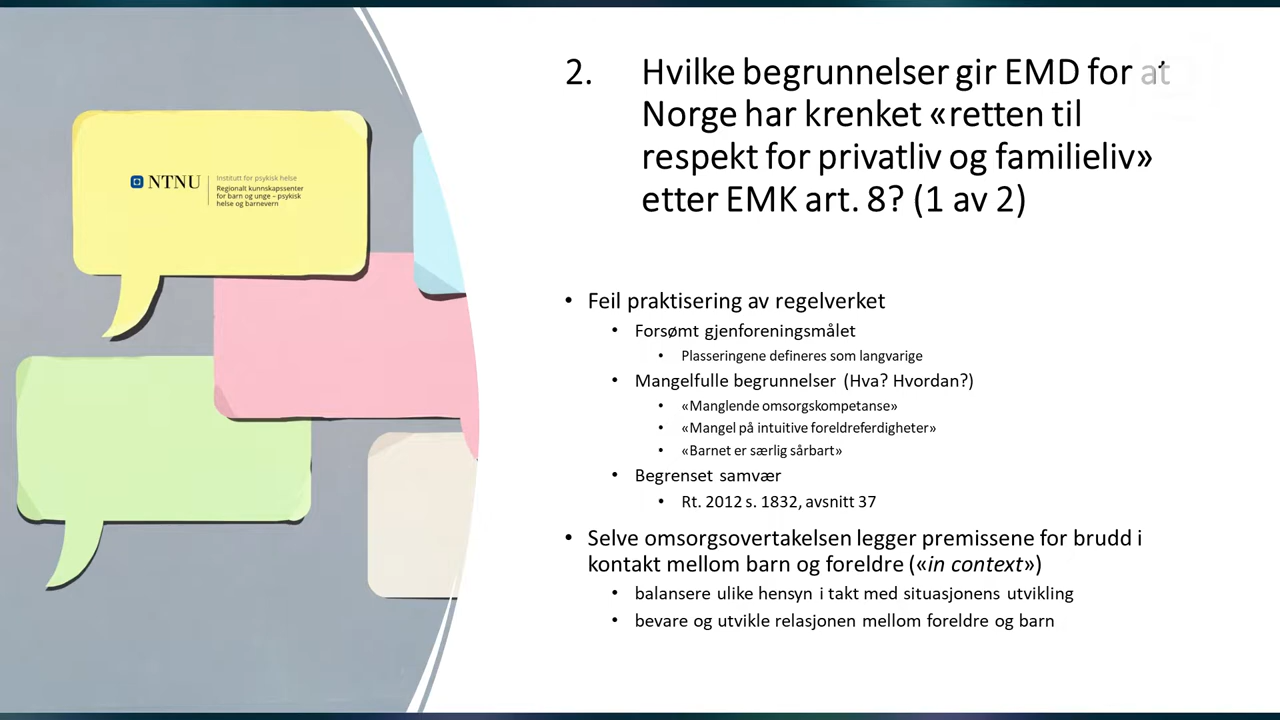 NTNU
Institutt for psykisk helse
Regionalt kunnskapssenter
for barn og unge – psykisk
helse og barnevern
2. Hvilke begrunnelser gir EMD for at
Norge har krenket «retten til
respekt for privatliv og familieliv»
etter EMK art. 8? (1 av 2)
• Feil praktisering av regelverket
• Forsømt gjenforeningsmålet
• Plasseringene defineres som langvarige
• Mangelfulle begrunnelser (Hva? Hvordan?)
• «Manglende omsorgskompetanse»
• «Mangel på intuitive foreldreferdigheter»
• «Barnet er særlig sårbart»
• Begrenset samvær
• Rt. 2012 s. 1832, avsnitt 37
• Selve omsorgsovertakelsen legger premissene for brudd i
kontakt mellom barn og foreldre («in context»)
• balansere ulike hensyn i takt med situasjonens utvikling
• bevare og utvikle relasjonen mellom foreldre og barn